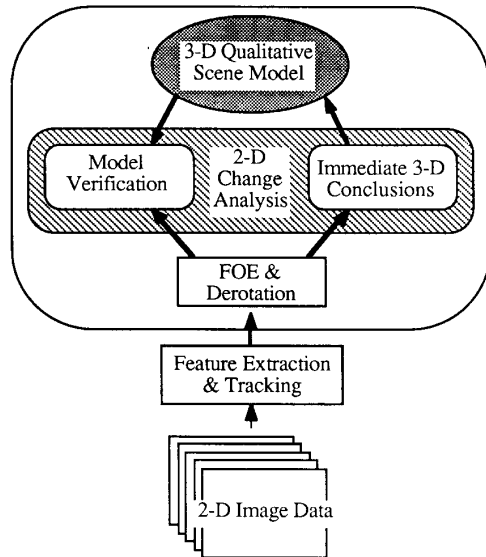 3-D Qualitative
Scene Model
Model
Verification
2-D
Change
Analysis
Immediate 3-D
Conclusions
FOE &
Derotation
Feature Extraction
& Tracking
2-D Image Data